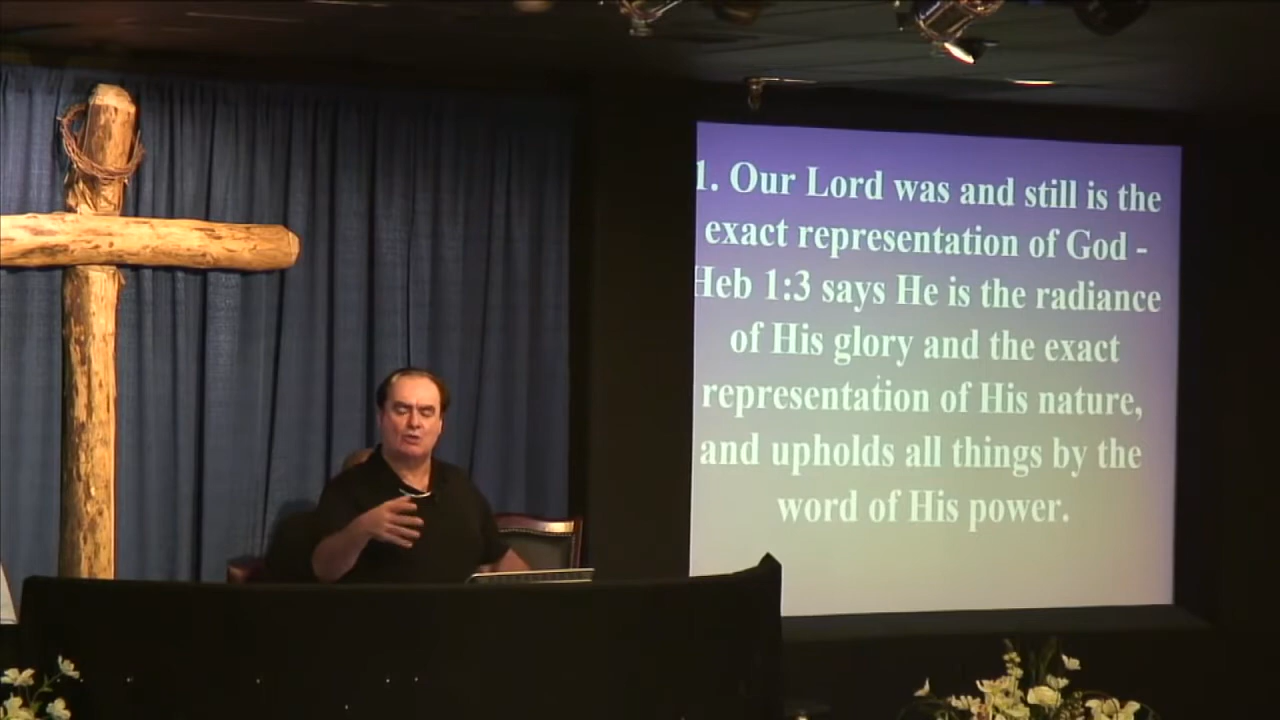 1. Our Lord was and still is the
exact representation of God -
Heb 1:3 says He is the radiance
of His glory and the exact
representation of His nature,
and upholds all things by the
word of His power.